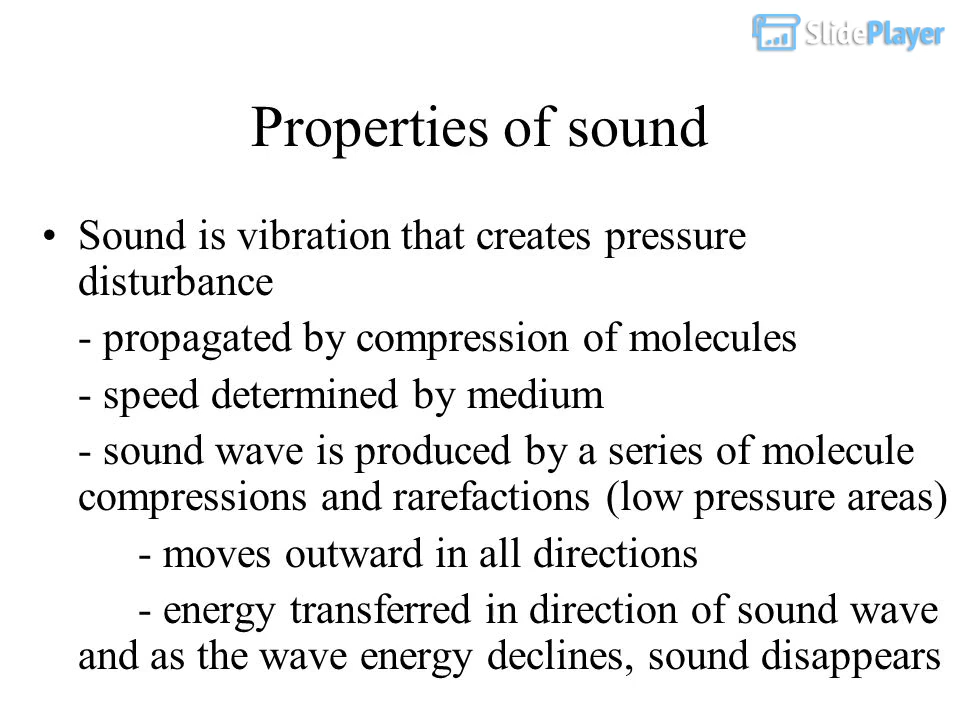 SlidePlayer
Properties of sound
• Sound is vibration that creates pressure
disturbance
- propagated by compression of molecules
- speed determined by medium
- sound wave is produced by a series of molecule
compressions and rarefactions (low pressure areas)
- moves outward in all directions
- energy transferred in direction of sound wave
and as the wave energy declines, sound disappears